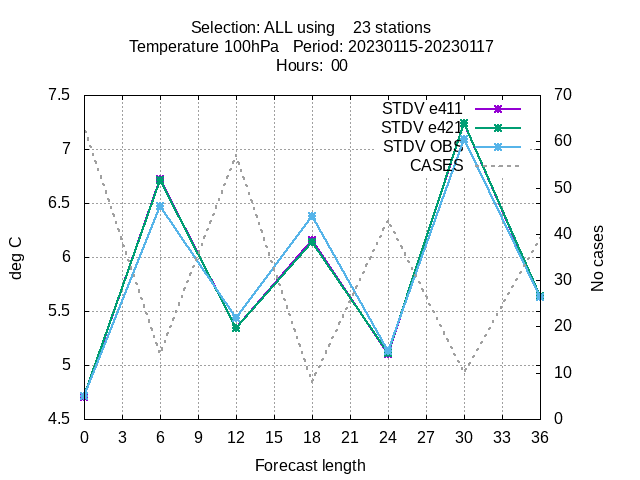 Selection: ALL using    23 stations
Temperature 100hPa   Period: 20230115-20230117
Hours:  00
7.5
7
6.5
6
5.5
5
4.5
deg C
STDV e411
STDV e421
STDV OBS
CASES
70
60
50
40
30
20
10
0
No cases
0 3 6 9 12 15 18 21 24 27 30 33 36
Forecast length